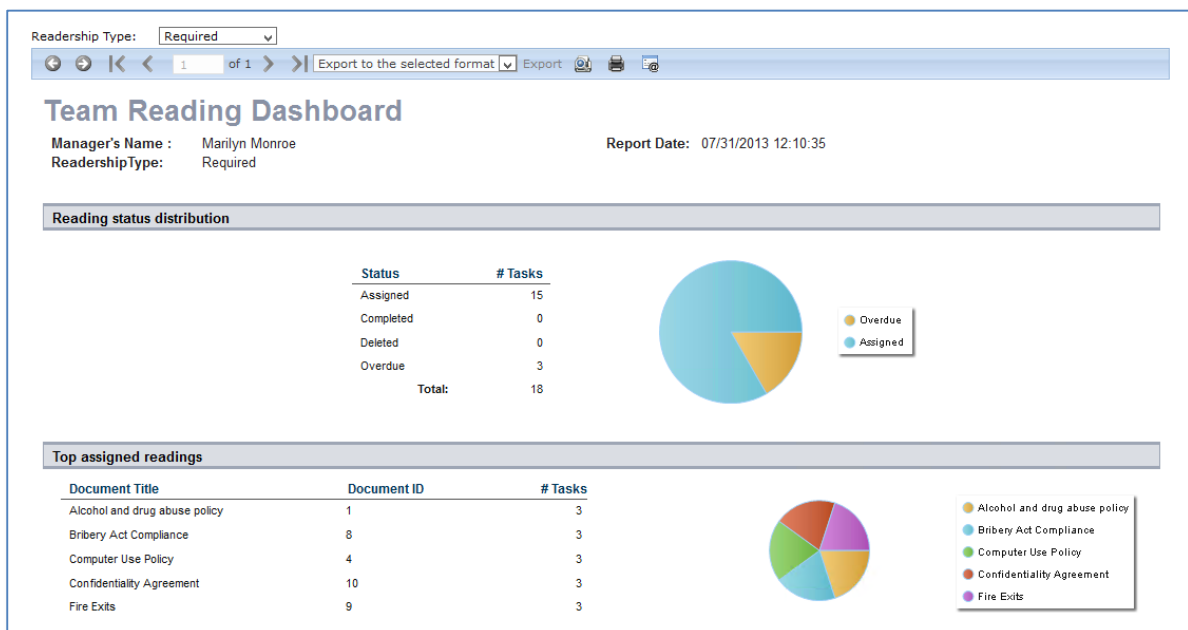 Readership Type: Required
1 of 1 Export to the selected format Export
Team Reading Dashboard
Manager's Name : Marilyn Monroe Report Date: 07/31/2013 12:10:35
ReadershipType: Required
Reading status distribution
Status # Tasks
Assigned 15
Completed 0
Deleted 0
Overdue 3
Total: 18
Overdue
Assigned
Top assigned readings
Document Title Document ID # Tasks
Alcohol and drug abuse policy 1 3
Bribery Act Compliance 8 3
Computer Use Policy 4 3
Confidentiality Agreement 10 3
Fire Exits 9 3
Alcohol and drug abuse policy
Bribery Act Compliance
Computer Use Policy
Confidentiality Agreement
Fire Exits